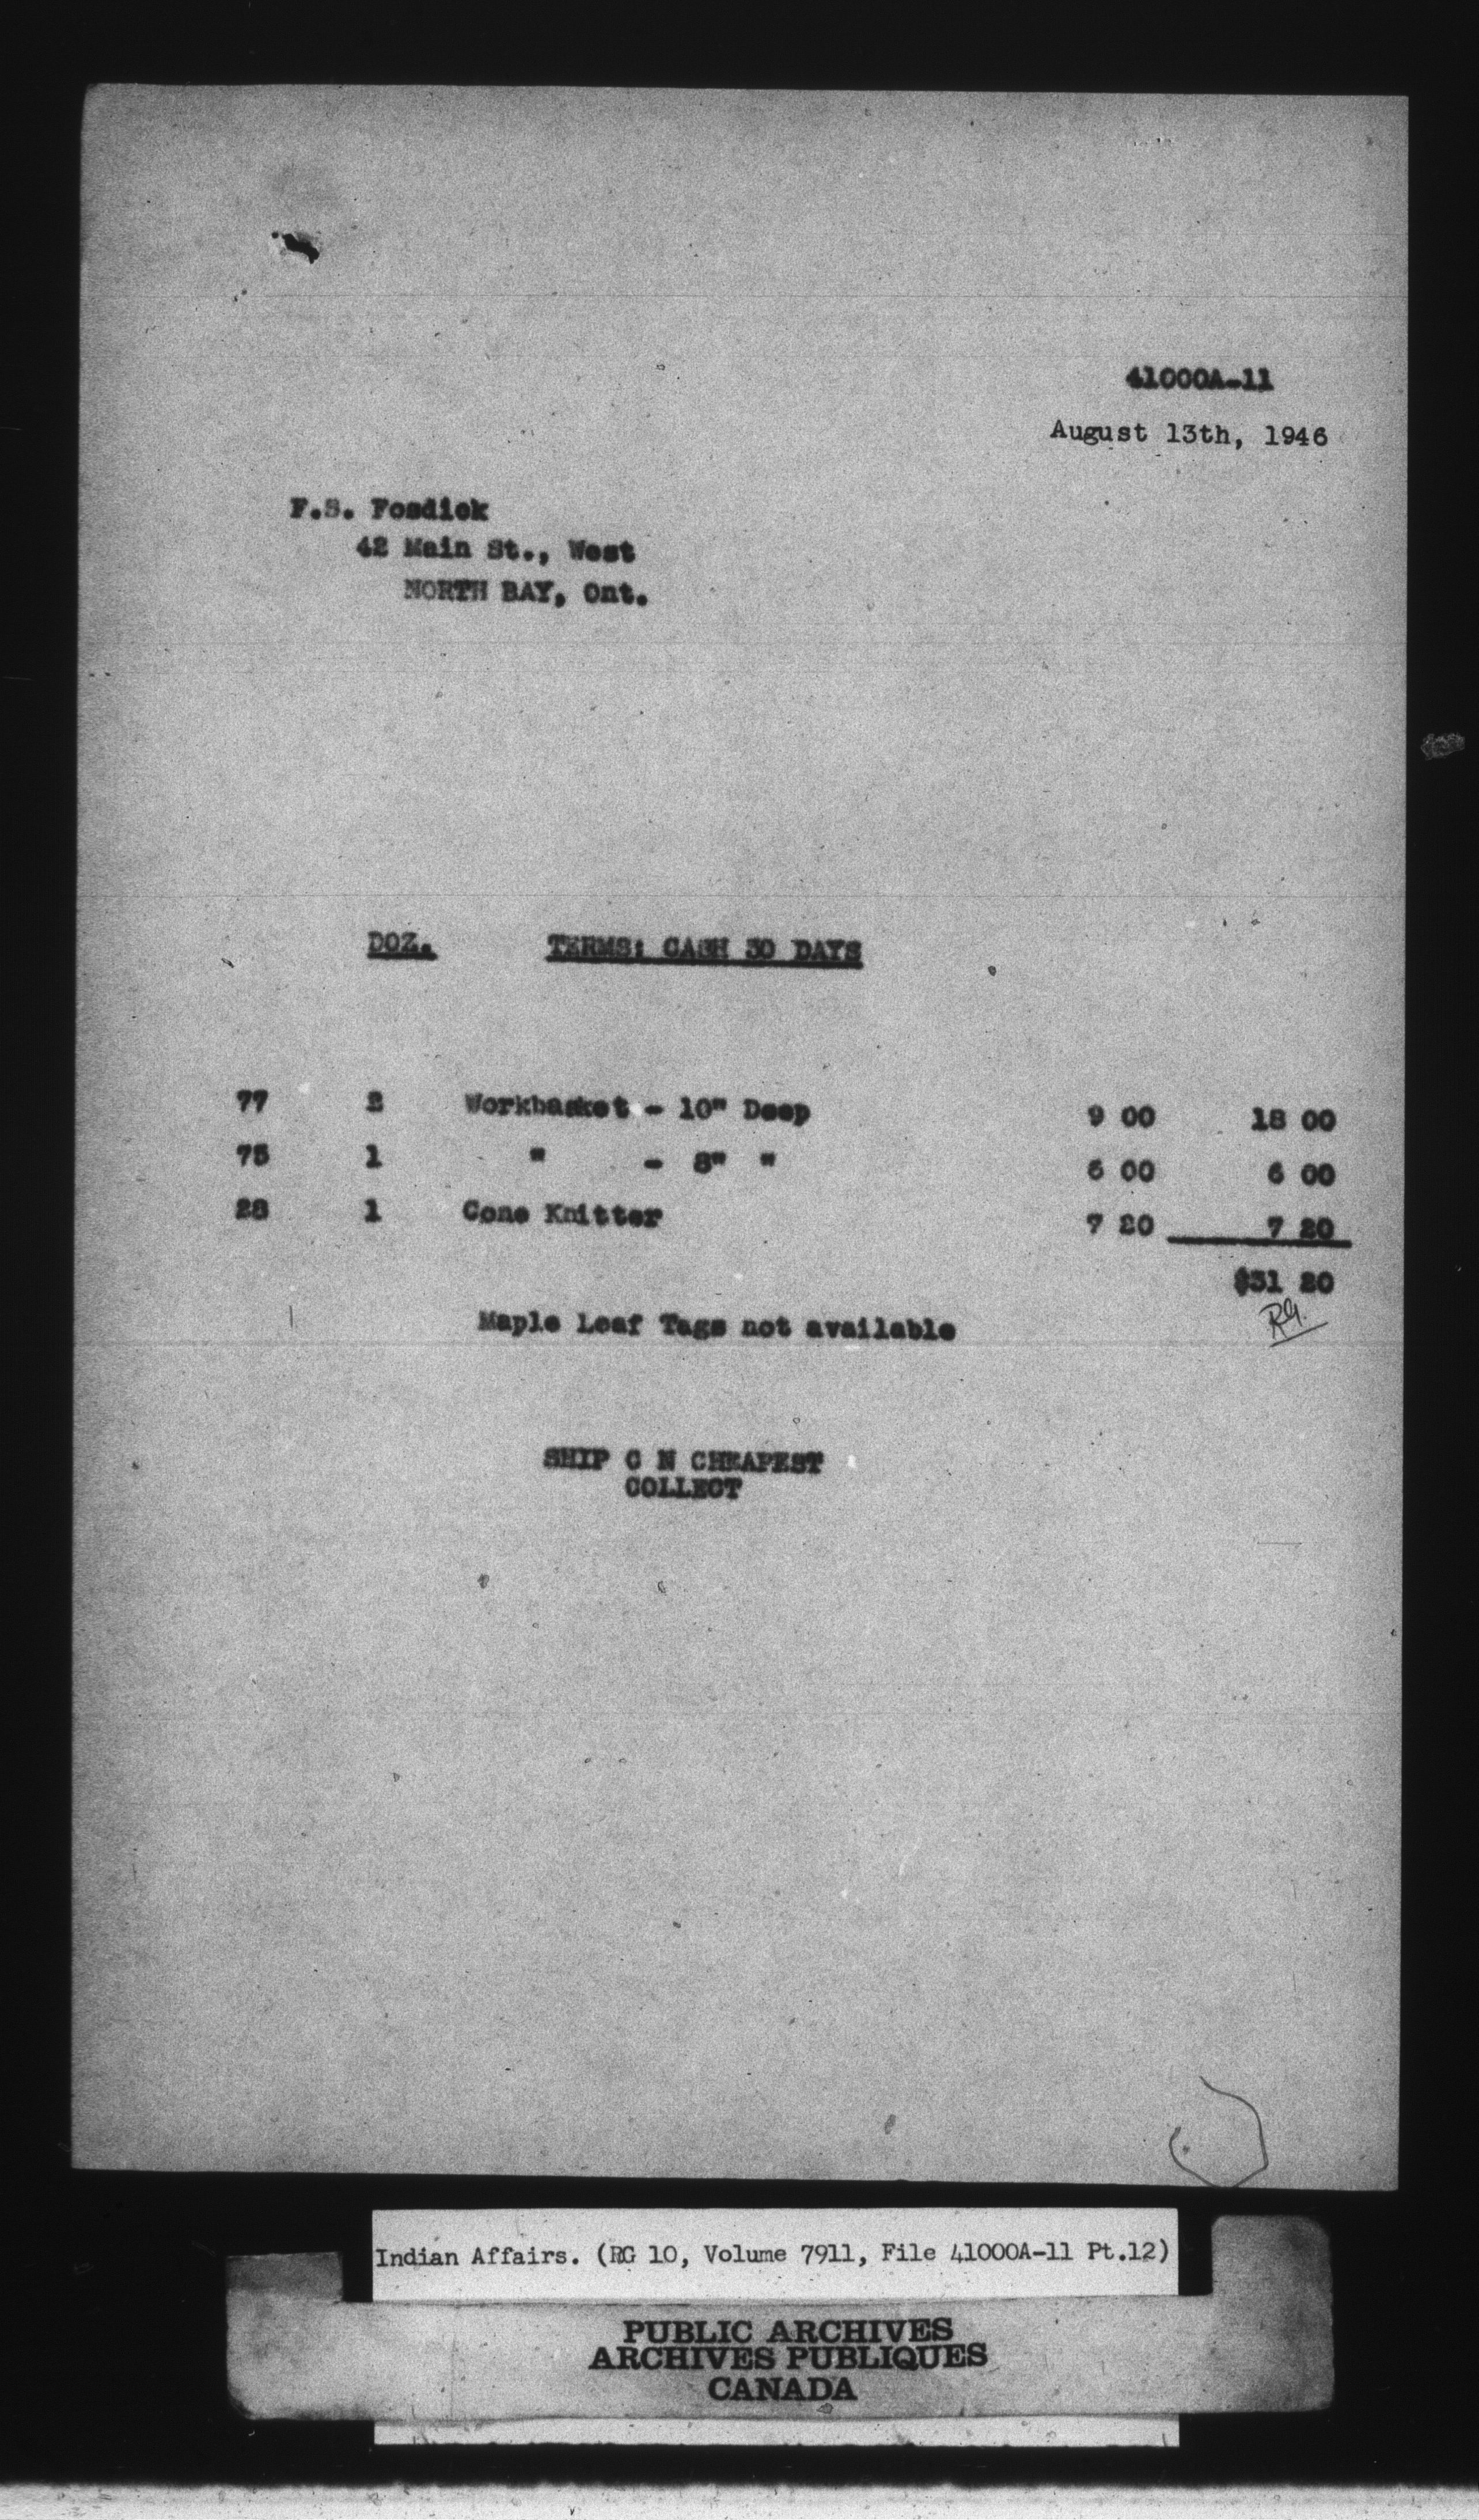 41000A-11
August 13th, 1946
F.S. Fosdick
42 Main St., West
NORTH BAY, Ont.
DOZ. TERMS: CASH 30 DAYS
77 2 Workbasket - 10" Deep 9 00 18 00
75 1 " - 8" " 6 00 6 00
28 1 Cone Knitter 7 20 7 20
$31 20
RG.
Maple Leaf Tags not available
SHIP C N CHEAPEST
COLLECT
Indian Affairs. (RG 10, Volume 7911, File 41000A-11 Pt.12)
PUBLIC ARCHIVES
ARCHIVES PUBLIQUES
CANADA